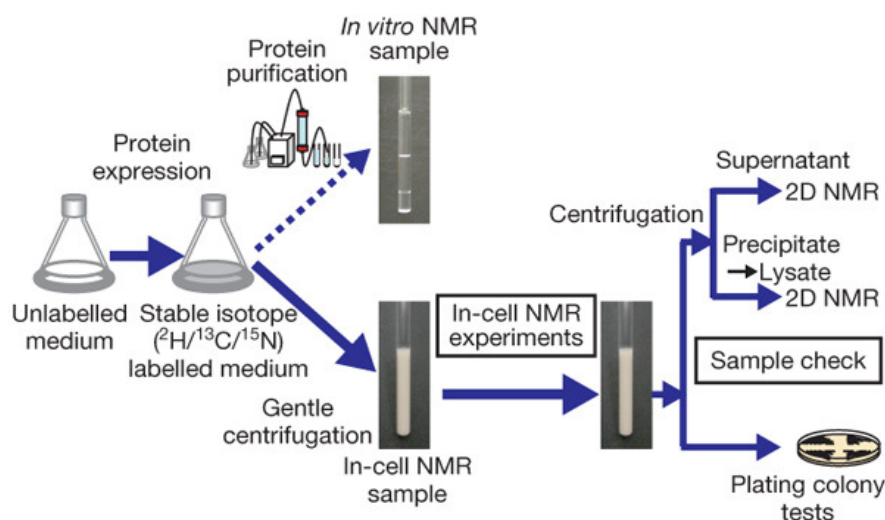 In vitro NMR
sample
Protein
purification
Protein
expression
Unlabelled
medium
Stable isotope
(²H/¹³C/¹⁵N)
labelled medium
Gentle
centrifugation
In-cell NMR
sample
In-cell NMR
experiments
Centrifugation
Supernatant
2D NMR
Precipitate
→Lysate
2D NMR
Sample check
Plating colony
tests